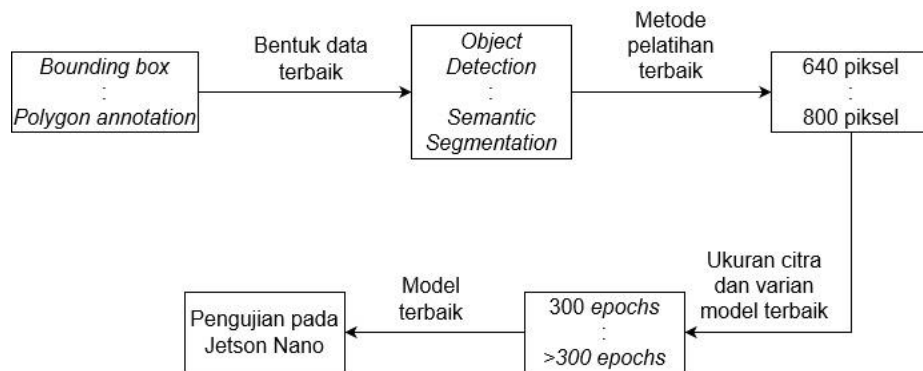 Bounding box
:
Polygon annotation
Bentuk data
terbaik
Object
Detection
:
Semantic
Segmentation
Metode
pelatihan
terbaik
640 piksel
:
800 piksel
Ukuran citra
dan varian
model terbaik
300 epochs
:
>300 epochs
Model
terbaik
Pengujian pada
Jetson Nano